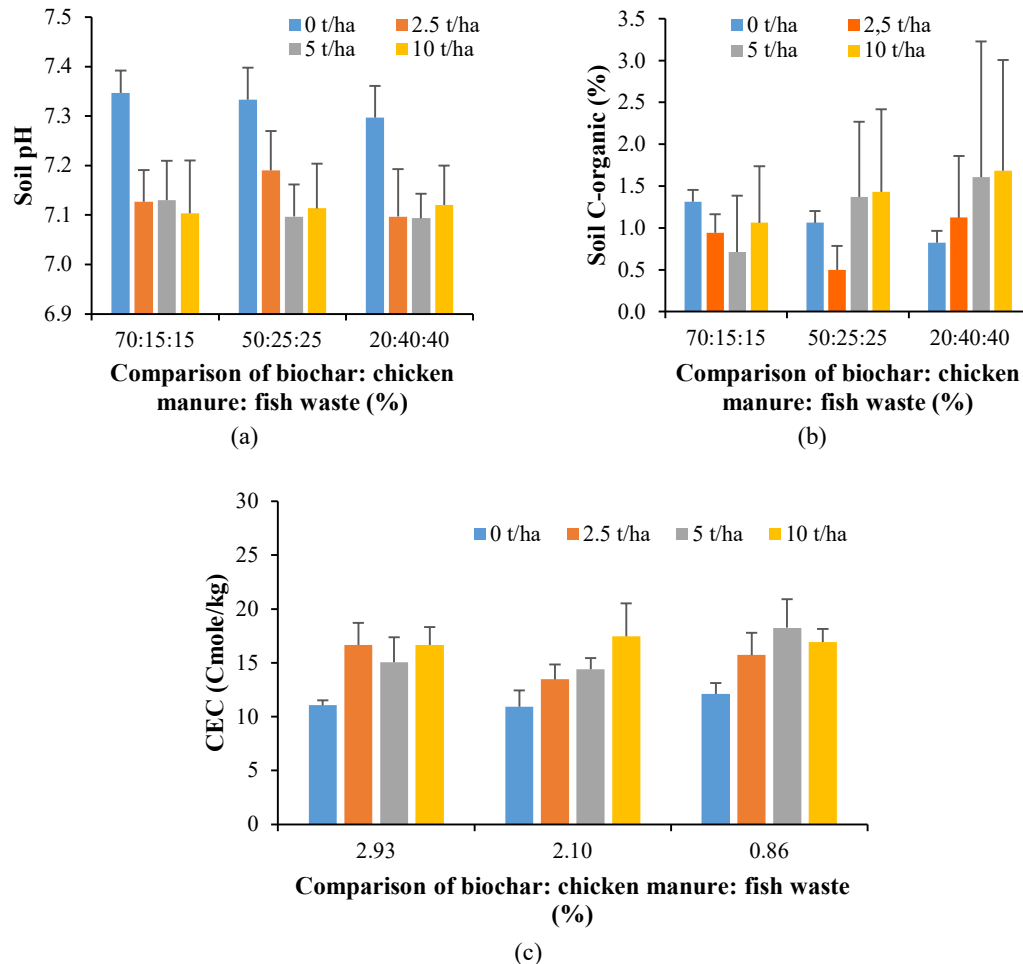 7.5
7.4
7.3
7.2
7.1
7.0
6.9
Soil pH
0 t/ha 2.5 t/ha
5 t/ha 10 t/ha
70:15:15 50:25:25 20:40:40
Comparison of biochar: chicken
manure: fish waste (%)
(a)
3.5
3.0
2.5
2.0
1.5
1.0
0.5
0.0
Soil C-organic (%)
0 t/ha 2,5 t/ha
5 t/ha 10 t/ha
70:15:15 50:25:25 20:40:40
Comparison of biochar: chicken
manure: fish waste (%)
(b)
30
25
20
15
10
5
0
CEC (Cmole/kg)
0 t/ha 2.5 t/ha 5 t/ha 10 t/ha
2.93 2.10 0.86
Comparison of biochar: chicken manure: fish waste
(%)
(c)